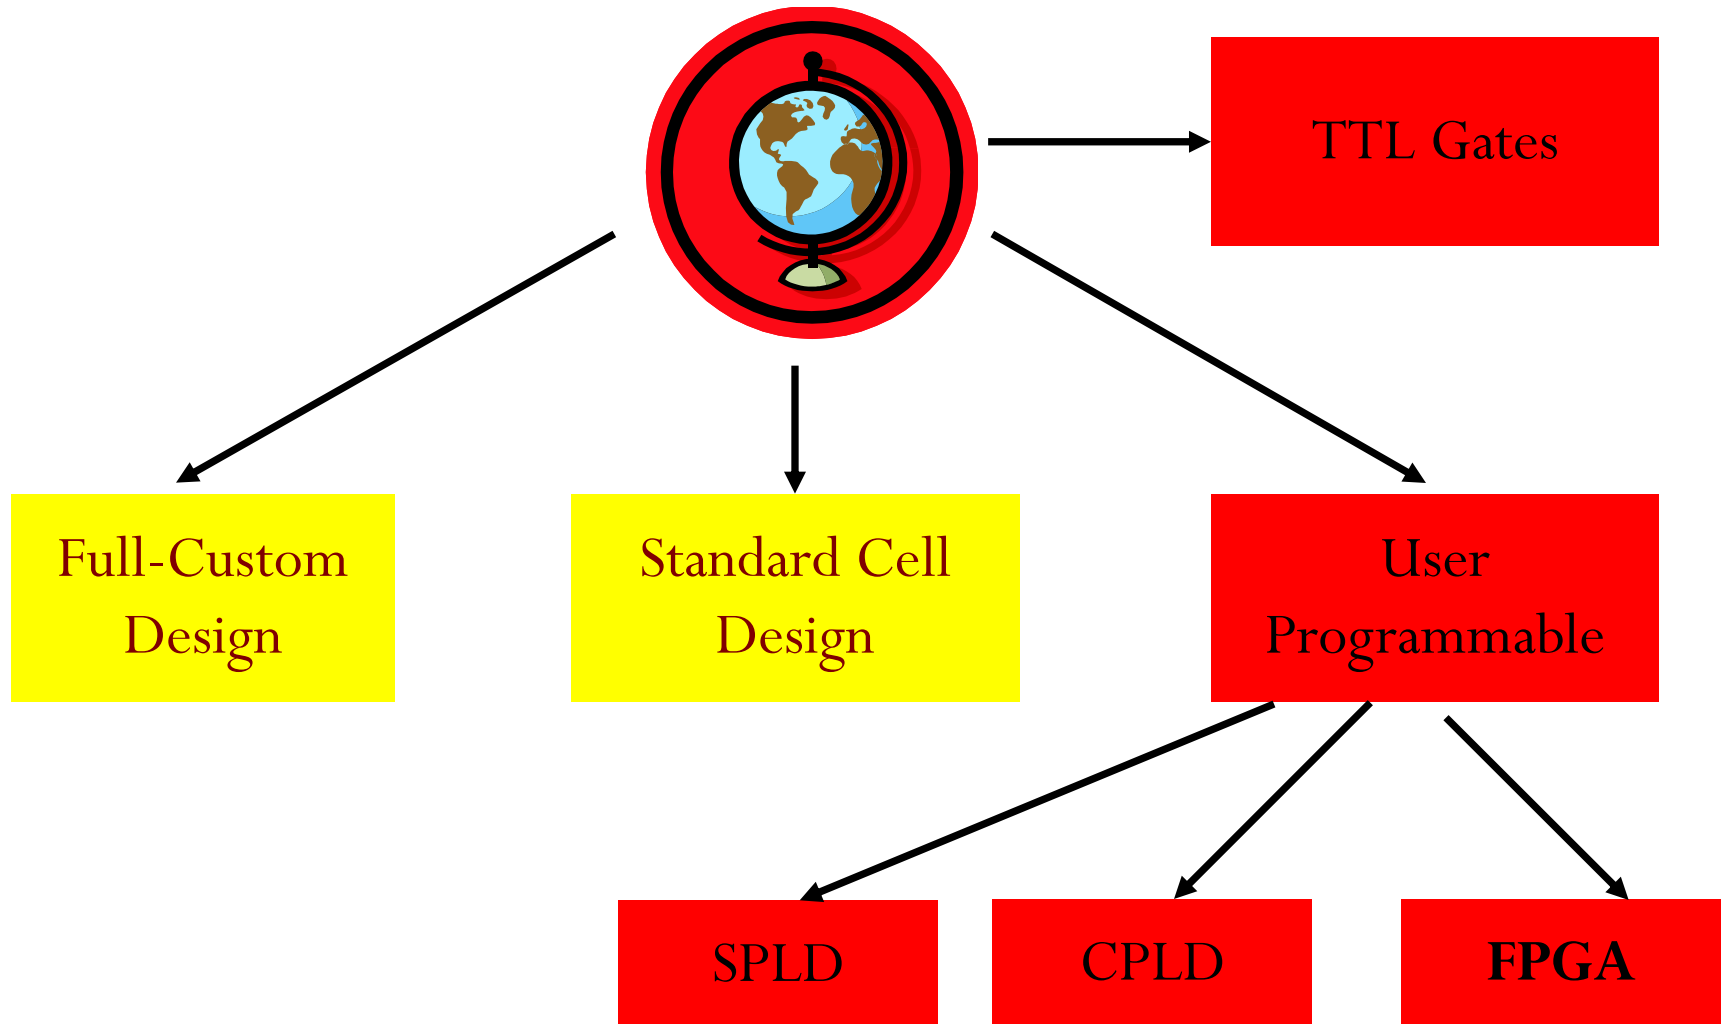 TTL Gates
Full-Custom
Design
Standard Cell
Design
User
Programmable
SPLD
CPLD
FPGA